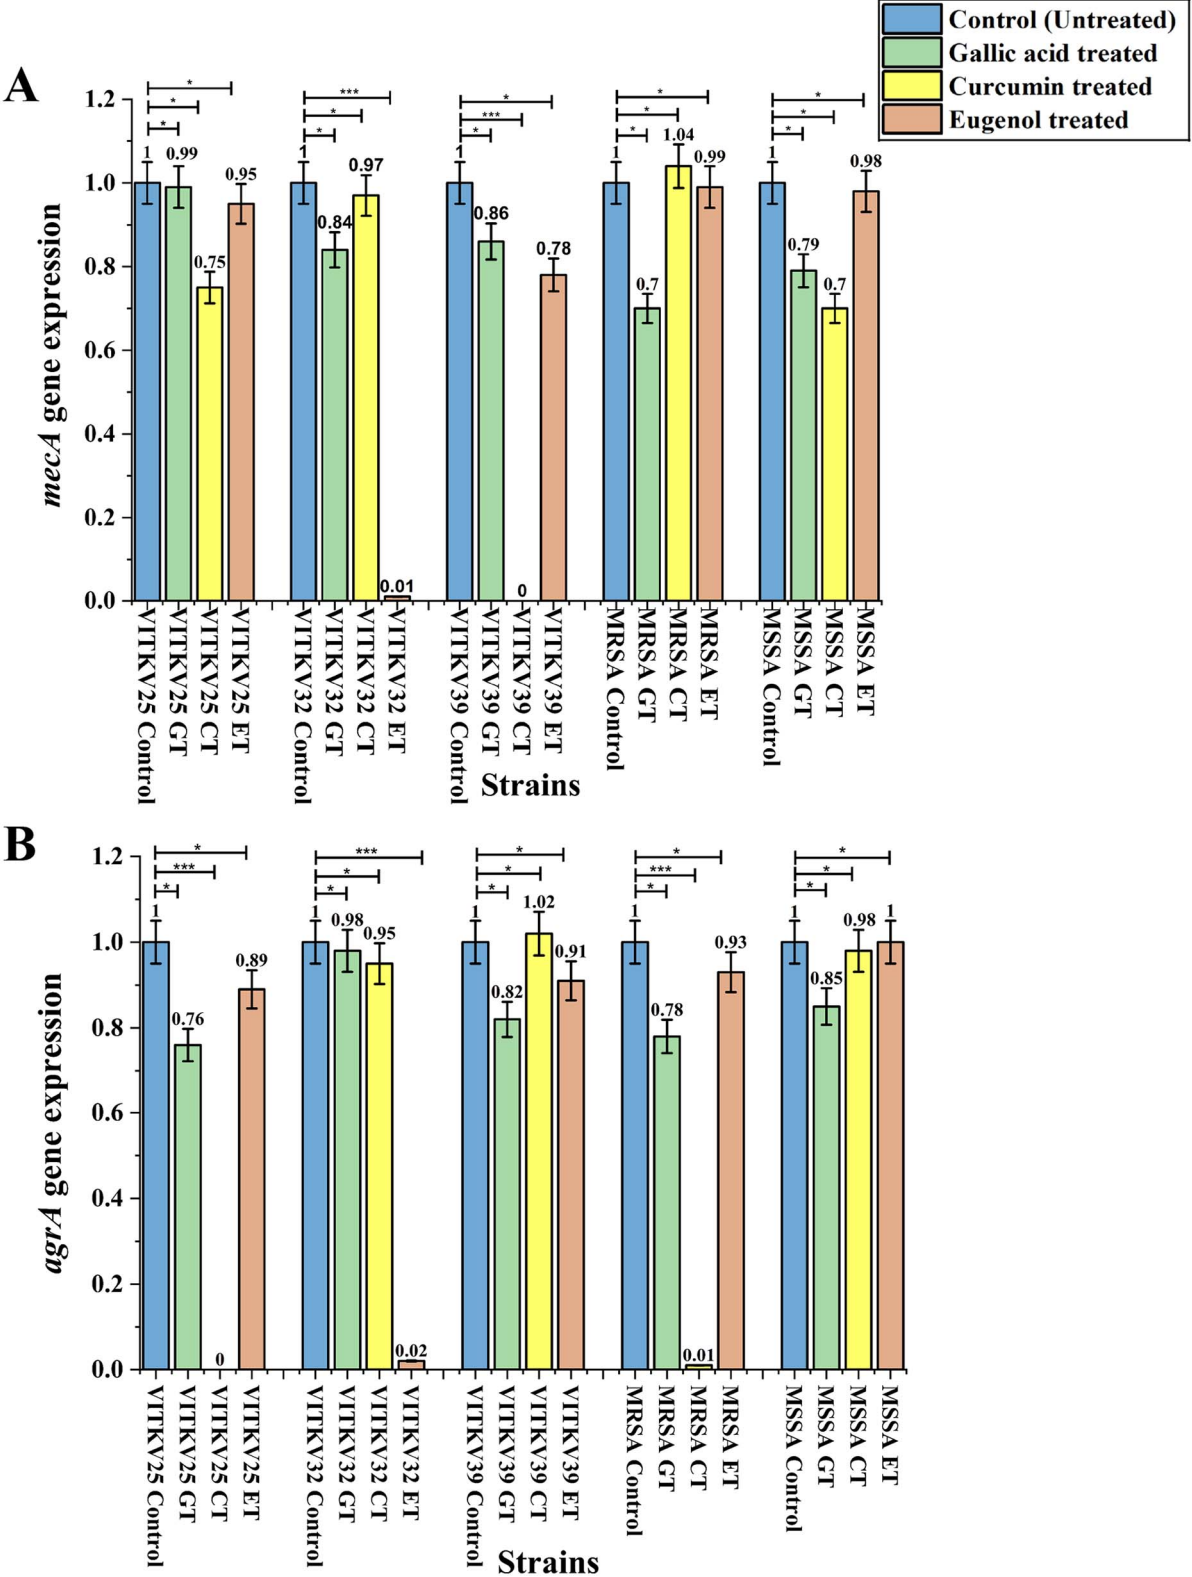 Control (Untreated)
Gallic acid treated
Curcumin treated
Eugenol treated
A
* *** * * *
* * *** * *
* * * * *
1 0.99 0.75 0.95 1 0.84 0.97 0.01 1 0.86 0 0.78 1 0.7 1.04 0.99 1 0.79 0.7 0.98
1.2
1.0
0.8
0.6
0.4
0.2
0.0
mecA gene expression
VITKV25 Control
VITKV25 GT
VITKV25 CT
VITKV25 ET
VITKV32 Control
VITKV32 GT
VITKV32 CT
VITKV32 ET
VITKV39 Control
VITKV39 GT
VITKV39 CT
VITKV39 ET
MRSA Control
MRSA GT
MRSA CT
MRSA ET
MSSA Control
MSSA GT
MSSA CT
MSSA ET
Strains
B
* *** * * *
*** * * *** *
* * * * *
1 0.76 0 0.89 1 0.98 0.95 0.02 1 0.82 1.02 0.91 1 0.78 0.01 0.93 1 0.85 0.98 1
1.2
1.0
0.8
0.6
0.4
0.2
0.0
agrA gene expression
VITKV25 Control
VITKV25 GT
VITKV25 CT
VITKV25 ET
VITKV32 Control
VITKV32 GT
VITKV32 CT
VITKV32 ET
VITKV39 Control
VITKV39 GT
VITKV39 CT
VITKV39 ET
MRSA Control
MRSA GT
MRSA CT
MRSA ET
MSSA Control
MSSA GT
MSSA CT
MSSA ET
Strains